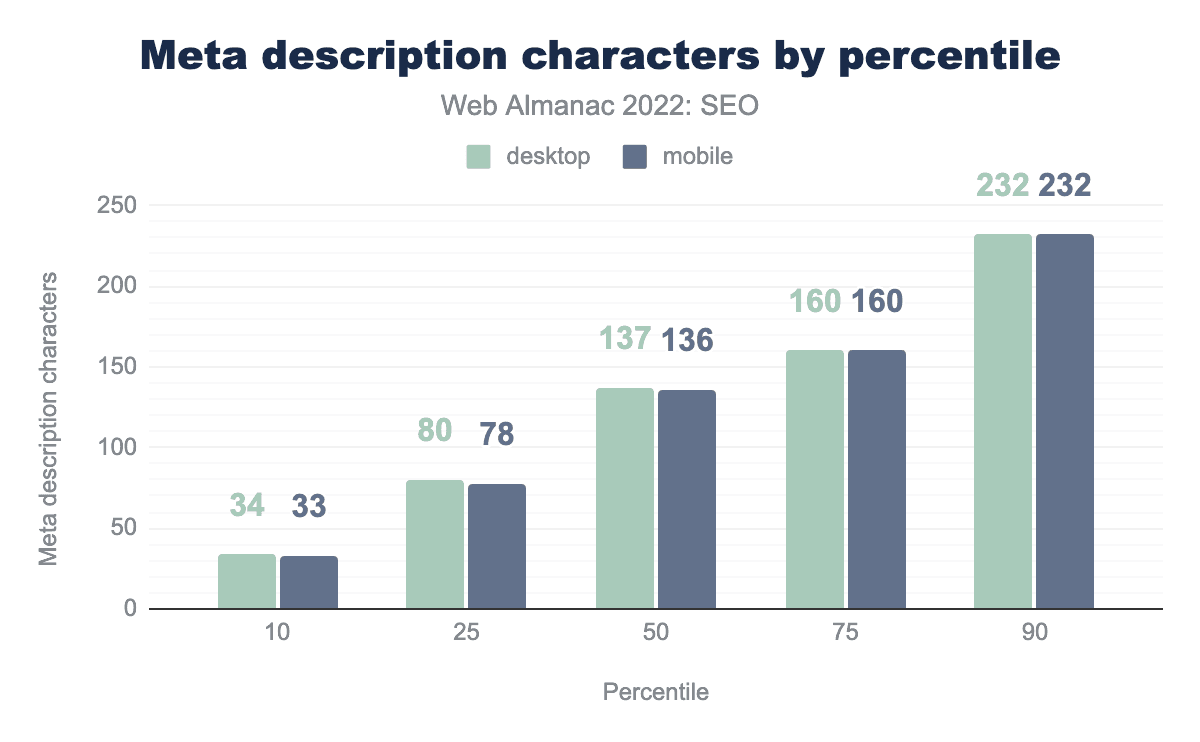 Meta description characters by percentile
Web Almanac 2022: SEO
desktop mobile
Meta description characters
250
200
150
100
50
0
34 33
80 78
137 136
160 160
232 232
10 25 50 75 90
Percentile